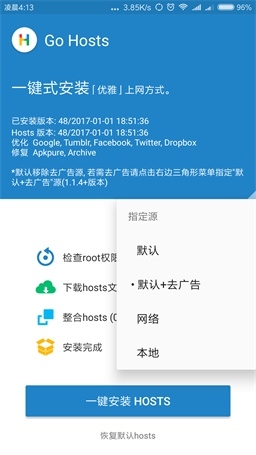 凌晨4:13
3.85K/s
96%
Go Hosts
一键式安装「优雅」上网方式。
已安装版本: 48/2017-01-01 18:51:36
Hosts 版本: 48/2017-01-01 18:51:36
优化 Google, Tumblr, Facebook, Twitter, Dropbox
修复 Apkpure, Archive
*默认移除去广告源, 若需去广告请点击右边三角形菜单指定"默
认+去广告"源(1.1.4+版本)
指定源
默认
• 默认+去广告
网络
本地
检查root权限
下载hosts文
整合hosts (0
安装完成
一键安装 HOSTS
恢复默认hosts